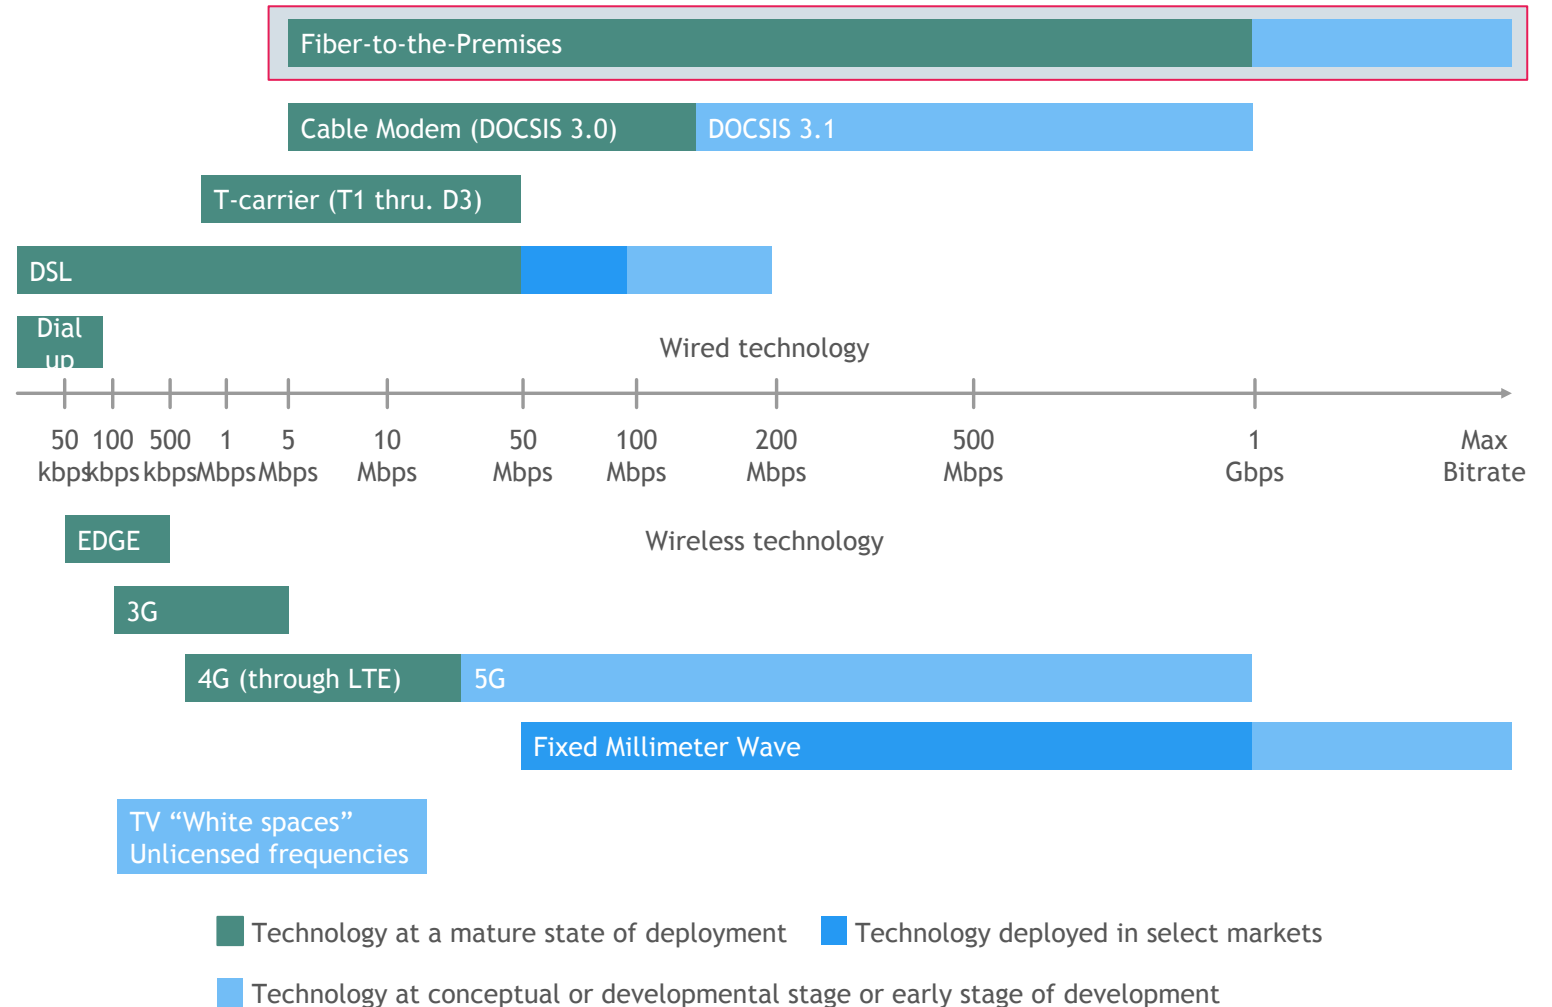 Fiber-to-the-Premises
Cable Modem (DOCSIS 3.0) DOCSIS 3.1
T-carrier (T1 thru. D3)
DSL
Dial
up
Wired technology
50 100 500 1 5 10 50 100 200 500 1 Max
kbps kbps kbps Mbps Mbps Mbps Mbps Mbps Mbps Mbps Gbps Bitrate
EDGE
Wireless technology
3G
4G (through LTE) 5G
Fixed Millimeter Wave
TV “White spaces”
Unlicensed frequencies
Technology at a mature state of deployment Technology deployed in select markets
Technology at conceptual or developmental stage or early stage of development